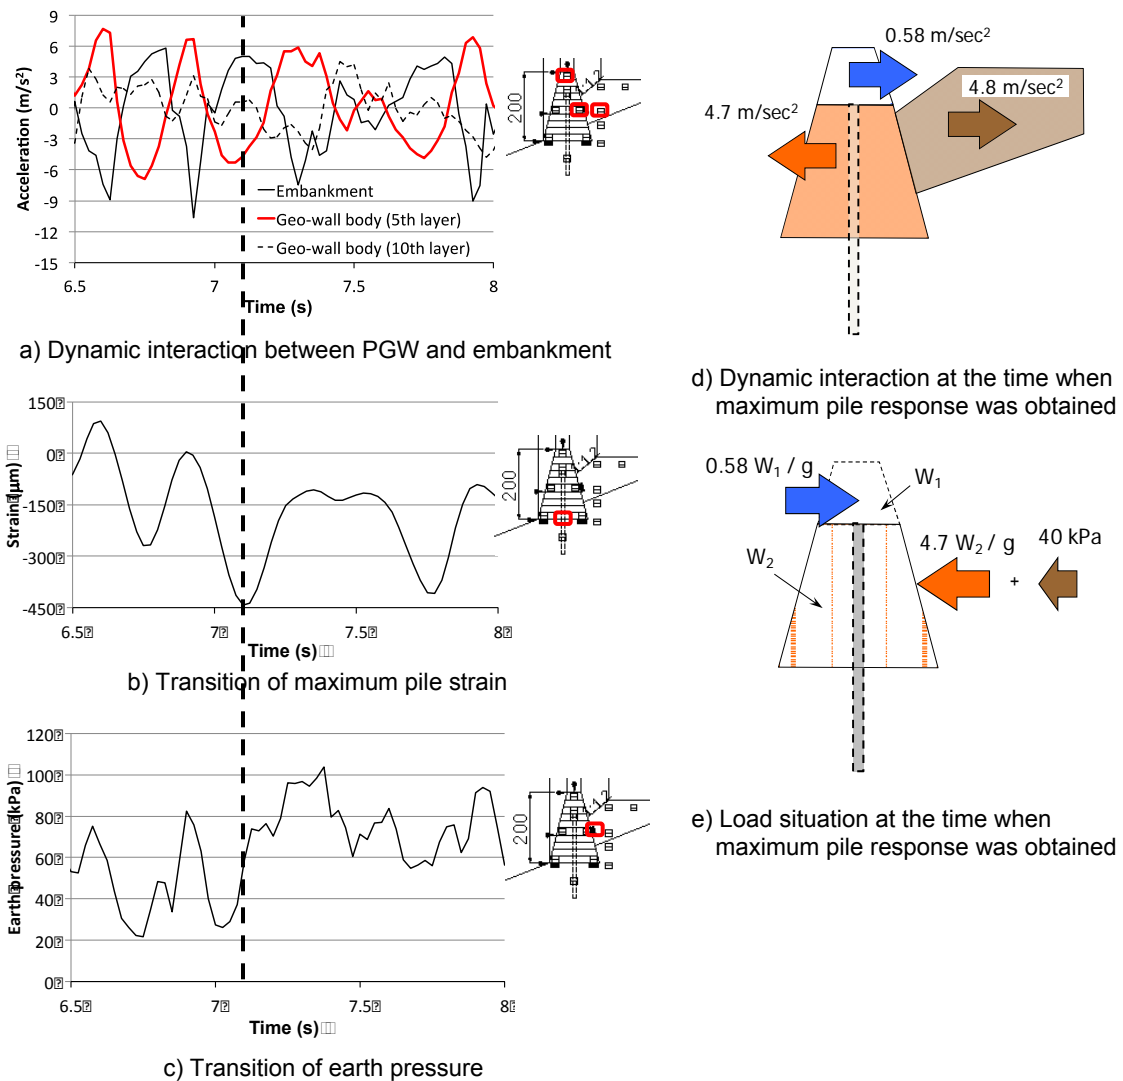 9
6
3
0
-3
-6
-9
-12
-15
Acceleration (m/s²)
Embankment
Geo-wall body (5th layer)
Geo-wall body (10th layer)
6.5
7
7.5
8
Time (s)
200
a) Dynamic interaction between PGW and embankment
150
0
-150
-300
-450
Strain (μm)
6.5
7
7.5
8
Time (s)
200
b) Transition of maximum pile strain
120
100
80
60
40
20
0
Earth pressure (kPa)
6.5
7
7.5
8
Time (s)
200
c) Transition of earth pressure
0.58 m/sec²
4.8 m/sec²
4.7 m/sec²
d) Dynamic interaction at the time when
maximum pile response was obtained
0.58 W₁ / g
W₁
4.7 W₂ / g
+
40 kPa
W₂
e) Load situation at the time when
maximum pile response was obtained